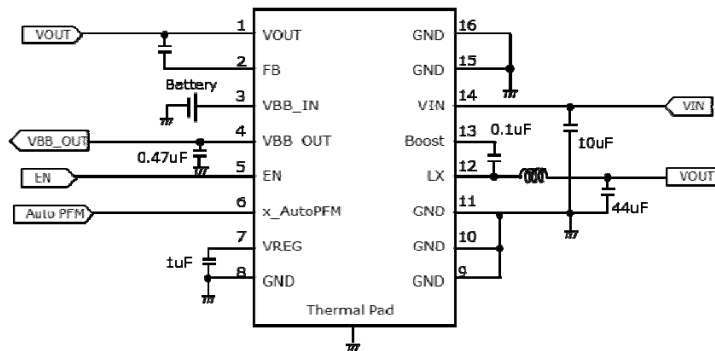 VOUT
1
VOUT
GND
16
2
FB
GND
15
Battery
3
VBB_IN
VIN
14
VIN
VBB_OUT
4
VBB OUT
Boost
13
0.1uF
10uF
0.47uF
EN
5
EN
LX
12
VOUT
44uF
Auto PFM
6
x_AutoPFM
GND
11
7
VREG
GND
10
1uF
8
GND
GND
9
Thermal Pad